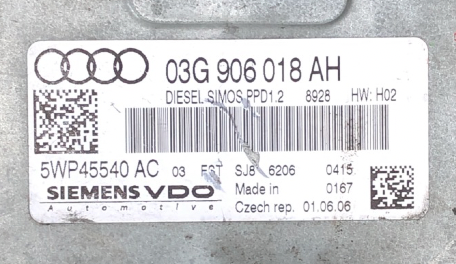 03G 906 018 AH
DIESEL SIMOS PPD1.2 8928 HW: H02
5WP45540 AC 03 SJ8 6206 0415
SIEMENS VDO Made in 0167
Automotive Czech rep. 01.06.06